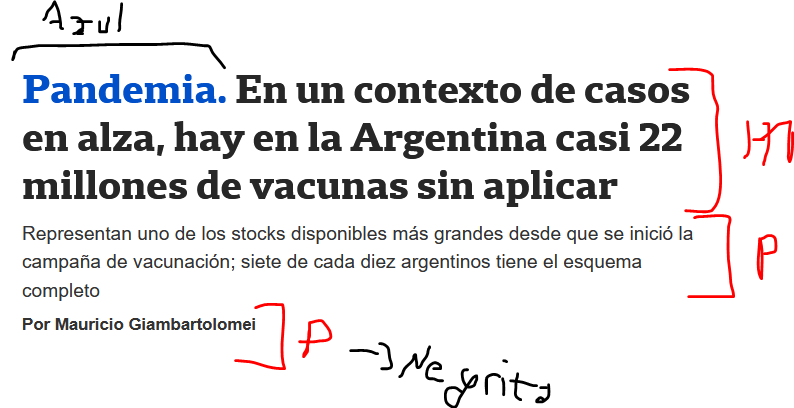 Azul
Pandemia. En un contexto de casos
en alza, hay en la Argentina casi 22
millones de vacunas sin aplicar
H1
Representan uno de los stocks disponibles más grandes desde que se inició la
campaña de vacunación; siete de cada diez argentinos tiene el esquema
completo
P
Por Mauricio Giambartolomei
P → Negrita